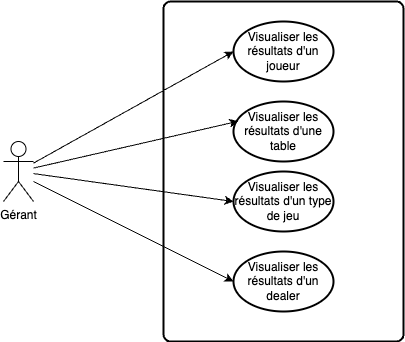 Visualiser les
résultats d'un
joueur
Visualiser les
résultats d'une
table
Visualiser les
résultats d'un type
de jeu
Visualiser les
résultats d'un
dealer
Gérant